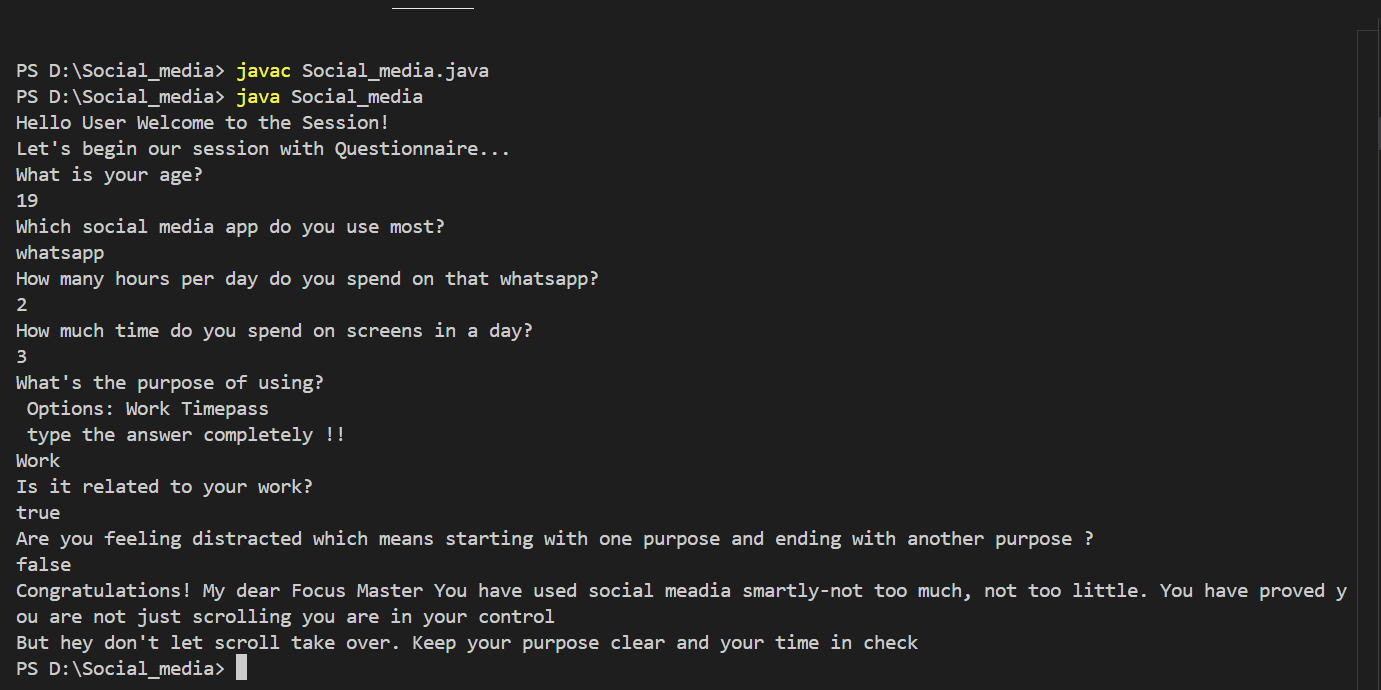 PS D:\Social_media> javac Social_media.java
PS D:\Social_media> java Social_media
Hello User Welcome to the Session!
Let's begin our session with Questionnaire...
What is your age?
19
Which social media app do you use most?
whatsapp
How many hours per day do you spend on that whatsapp?
2
How much time do you spend on screens in a day?
3
What's the purpose of using?
 Options: Work Timepass
 type the answer completely !!
Work
Is it related to your work?
true
Are you feeling distracted which means starting with one purpose and ending with another purpose ?
false
Congratulations! My dear Focus Master You have used social meadia smartly-not too much, not too little. You have proved y
ou are not just scrolling you are in your control
But hey don't let scroll take over. Keep your purpose clear and your time in check
PS D:\Social_media>